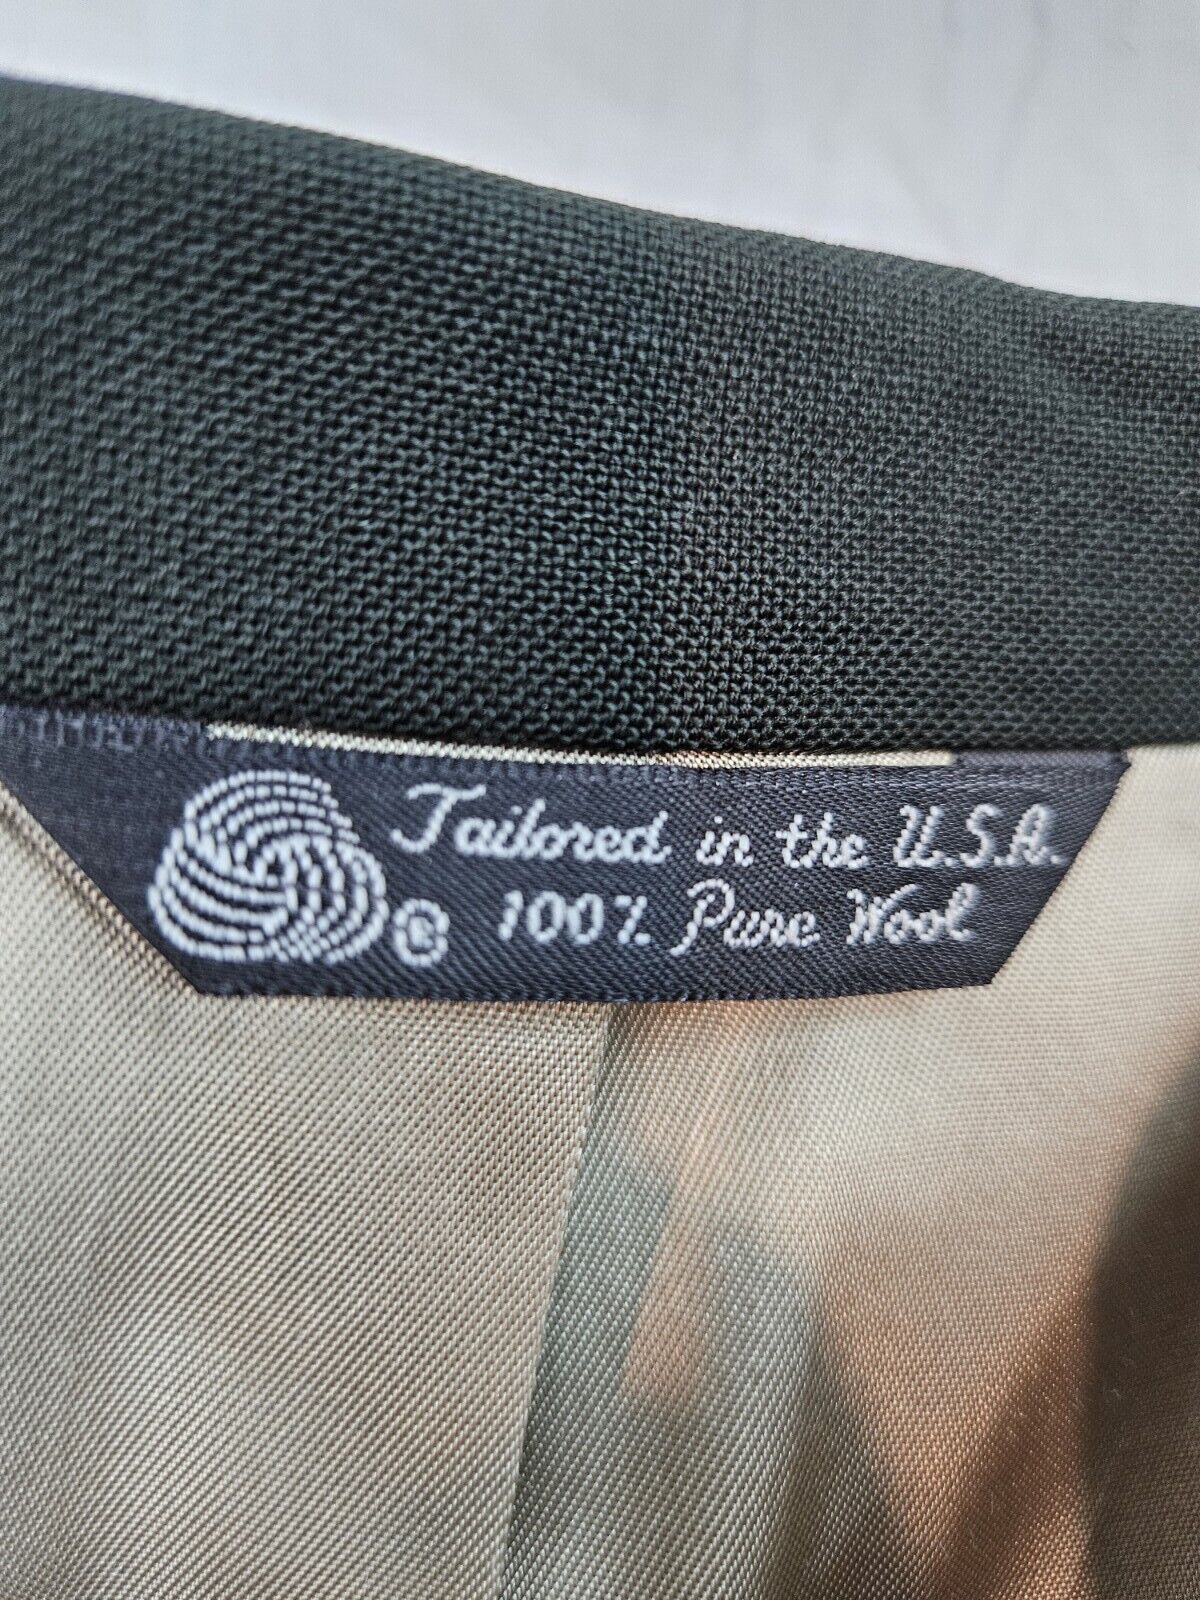 Tailored in the U.S.A.
® 100% Pure Wool